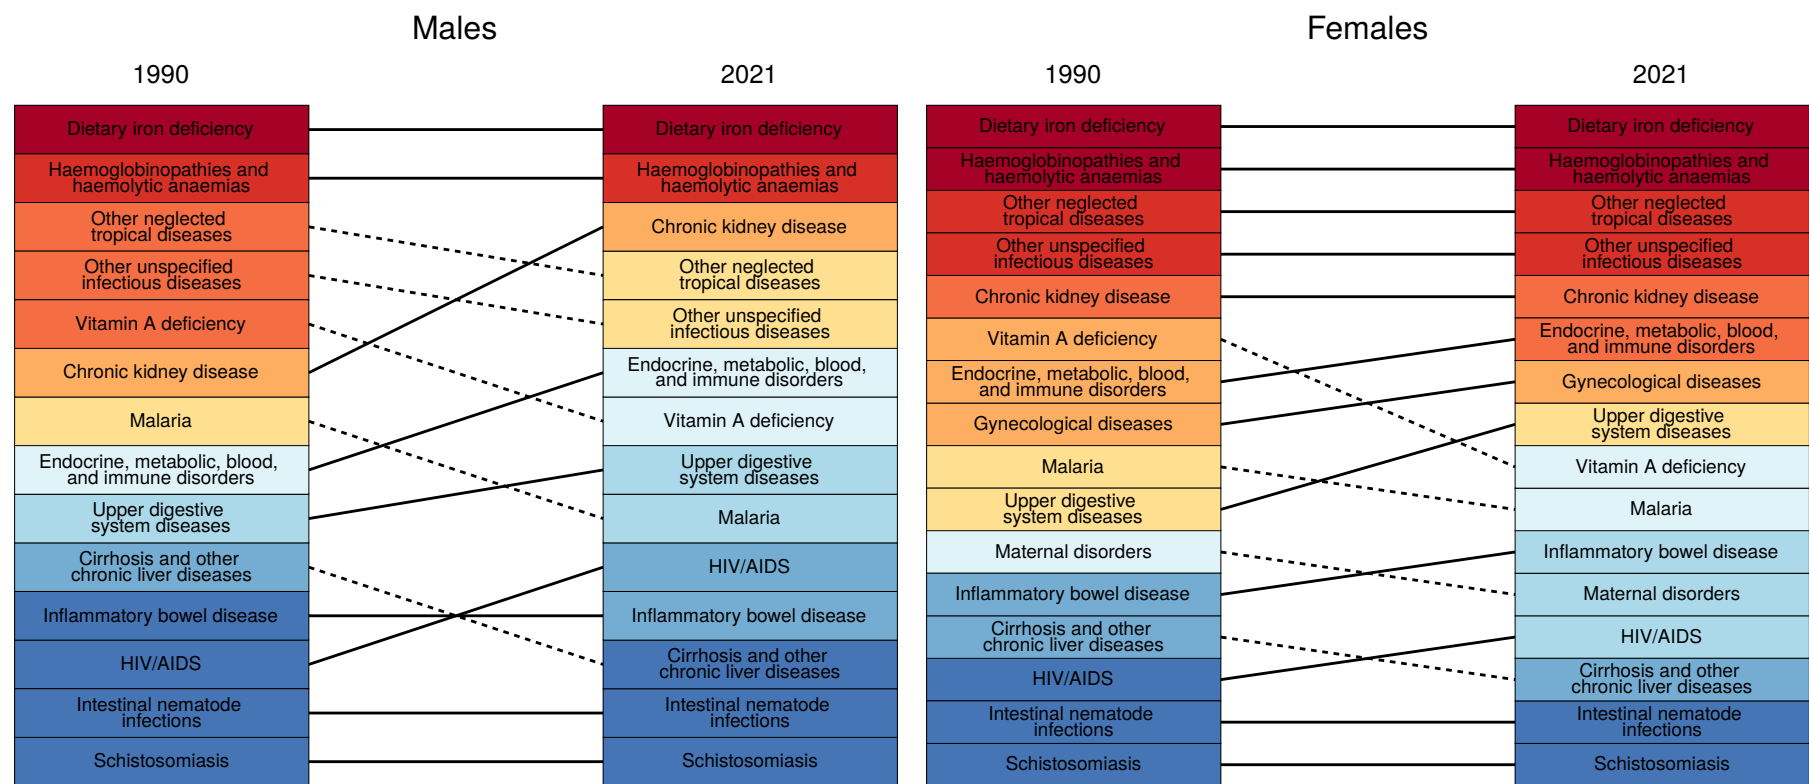 Males
1990
2021
Dietary iron deficiency
Haemoglobinopathies and
haemolytic anaemias
Other neglected
tropical diseases
Other unspecified
infectious diseases
Vitamin A deficiency
Chronic kidney disease
Malaria
Endocrine, metabolic, blood,
and immune disorders
Upper digestive
system diseases
Cirrhosis and other
chronic liver diseases
Inflammatory bowel disease
HIV/AIDS
Intestinal nematode
infections
Schistosomiasis
Dietary iron deficiency
Haemoglobinopathies and
haemolytic anaemias
Chronic kidney disease
Other neglected
tropical diseases
Other unspecified
infectious diseases
Endocrine, metabolic, blood,
and immune disorders
Vitamin A deficiency
Upper digestive
system diseases
Malaria
HIV/AIDS
Inflammatory bowel disease
Cirrhosis and other
chronic liver diseases
Intestinal nematode
infections
Schistosomiasis
Females
1990
2021
Dietary iron deficiency
Haemoglobinopathies and
haemolytic anaemias
Other neglected
tropical diseases
Other unspecified
infectious diseases
Chronic kidney disease
Vitamin A deficiency
Endocrine, metabolic, blood,
and immune disorders
Gynecological diseases
Malaria
Upper digestive
system diseases
Maternal disorders
Inflammatory bowel disease
Cirrhosis and other
chronic liver diseases
HIV/AIDS
Intestinal nematode
infections
Schistosomiasis
Dietary iron deficiency
Haemoglobinopathies and
haemolytic anaemias
Other neglected
tropical diseases
Other unspecified
infectious diseases
Chronic kidney disease
Endocrine, metabolic, blood,
and immune disorders
Gynecological diseases
Upper digestive
system diseases
Vitamin A deficiency
Malaria
Inflammatory bowel disease
Maternal disorders
HIV/AIDS
Cirrhosis and other
chronic liver diseases
Intestinal nematode
infections
Schistosomiasis